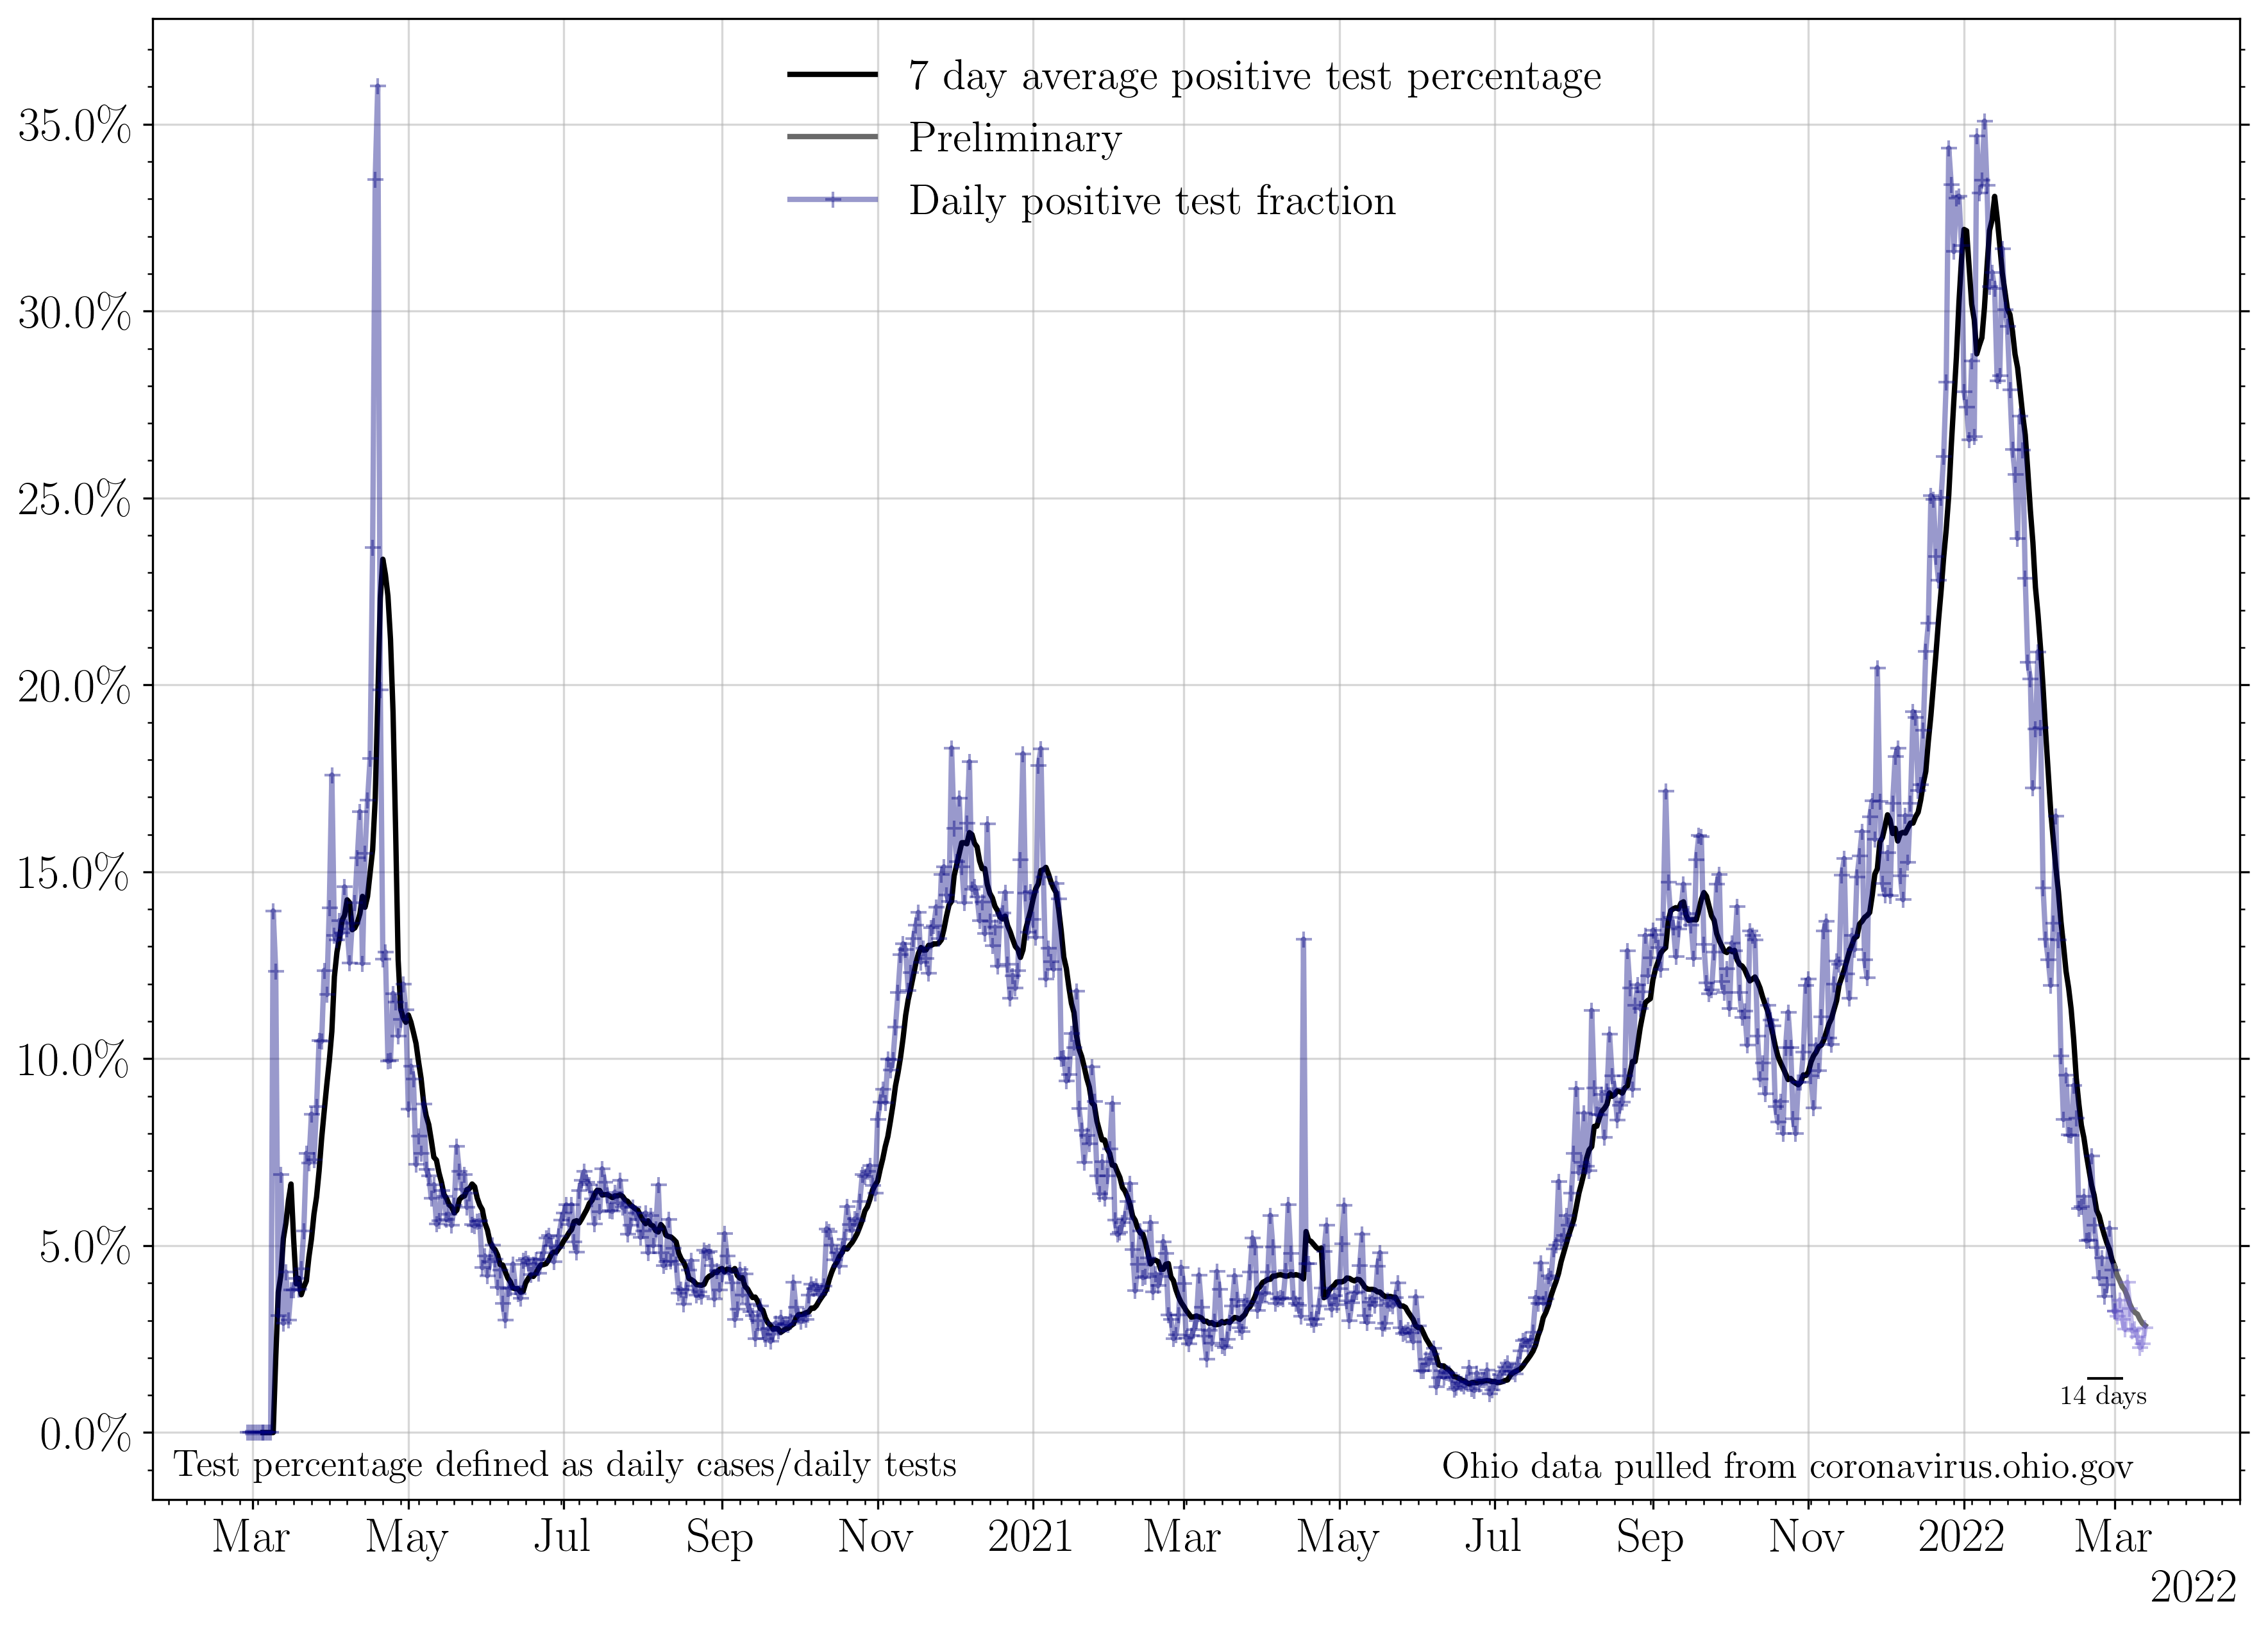 7 day average positive test percentage
Preliminary
Daily positive test fraction
35.0%
30.0%
25.0%
20.0%
15.0%
10.0%
5.0%
0.0%
14 days
Test percentage defined as daily cases/daily tests
Ohio data pulled from coronavirus.ohio.gov
Mar May Jul Sep Nov 2021 Mar May Jul Sep Nov 2022 Mar
2022